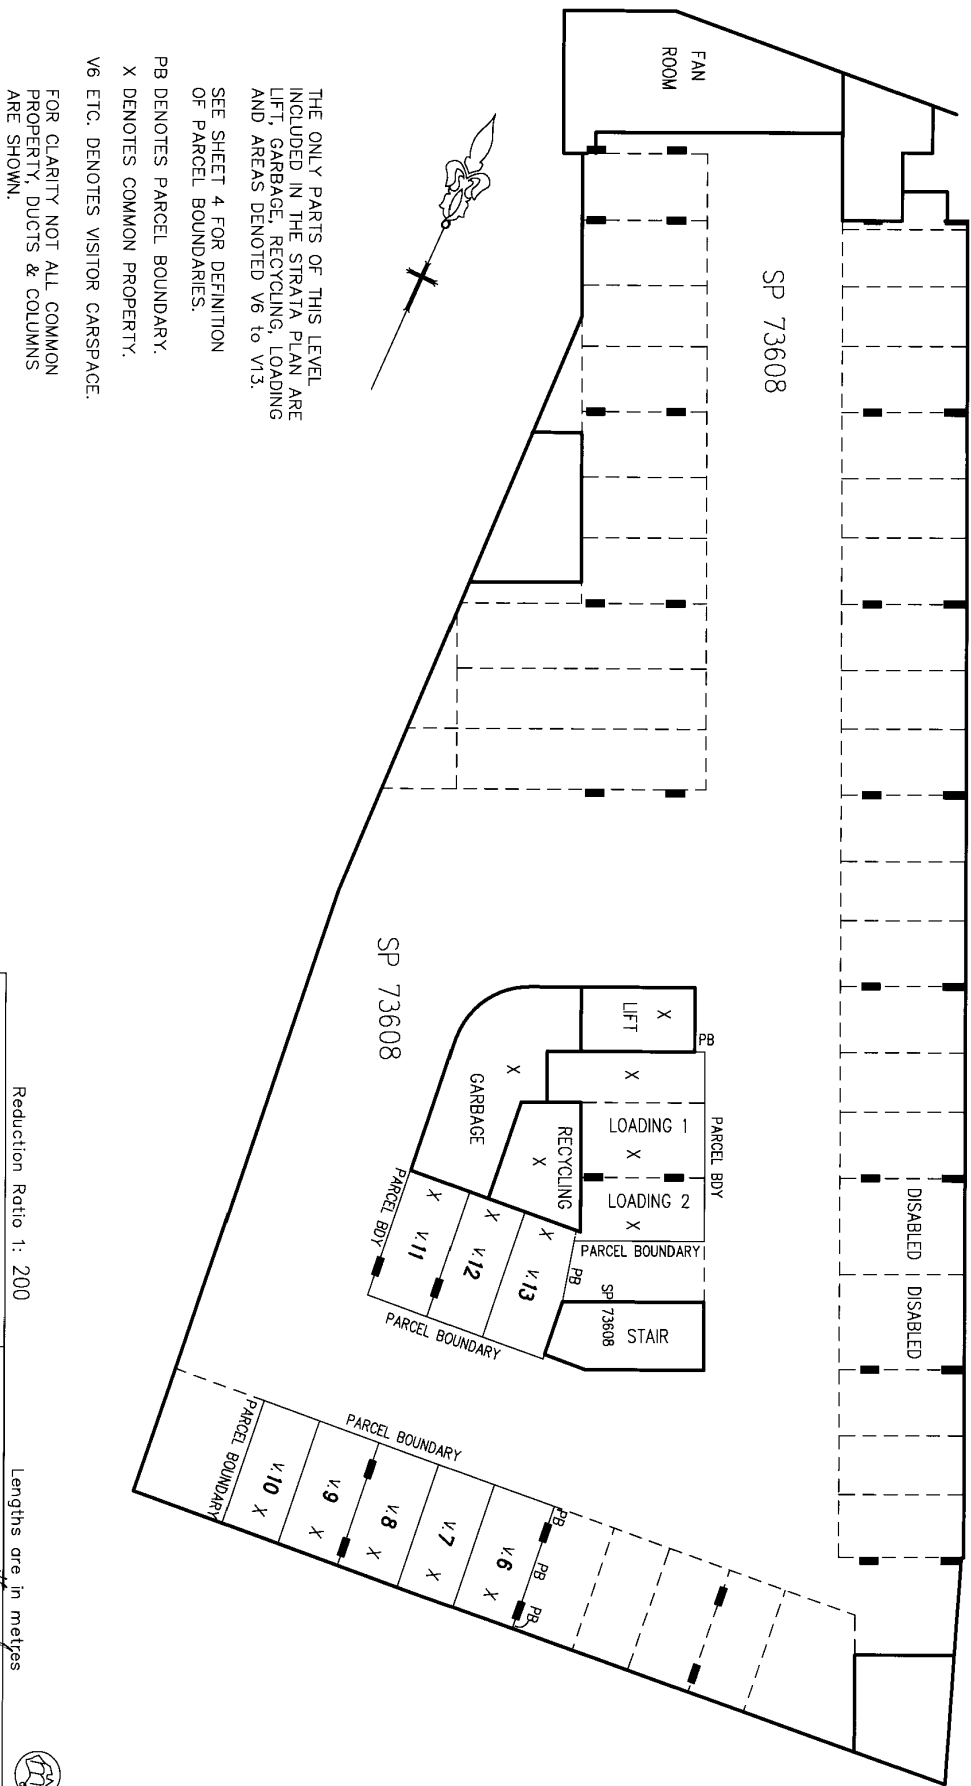 FAN
ROOM
SP 73608
SP 73608
THE ONLY PARTS OF THIS LEVEL
INCLUDED IN THE STRATA PLAN ARE
LIFT, GARBAGE, RECYCLING, LOADING
AND AREAS DENOTED V6 to V13.
SEE SHEET 4 FOR DEFINITION
OF PARCEL BOUNDARIES.
PB DENOTES PARCEL BOUNDARY.
X DENOTES COMMON PROPERTY.
V6 ETC. DENOTES VISITOR CARSPACE.
FOR CLARITY NOT ALL COMMON
PROPERTY, DUCTS & COLUMNS
ARE SHOWN.
LIFT
X
PB
X
PARCEL BDY
LOADING 1
X
LOADING 2
X
PARCEL BOUNDARY
GARBAGE
X
RECYCLING
X
PARCEL BDY
X
V.11
X
V.12
X
V.13
PB
PARCEL BOUNDARY
SP 73608
STAIR
DISABLED
DISABLED
PARCEL BOUNDARY
PARCEL BOUNDARY
V.10 X
V.9 X
V.8 X
V.7 X
V.6 X
PB
PB
PB
Reduction Ratio 1: 200
Lengths are in metres